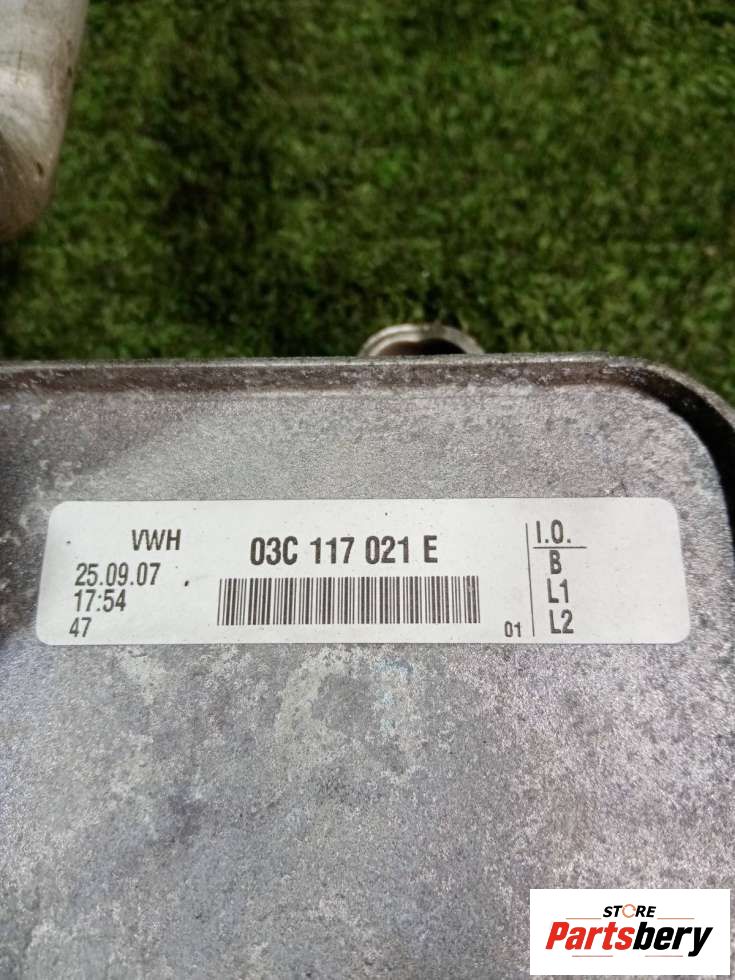 VWH
25.09.07
17:54
47
03C 117 021 E
01
I.O.
B
L1
L2
STORE
Partsbery